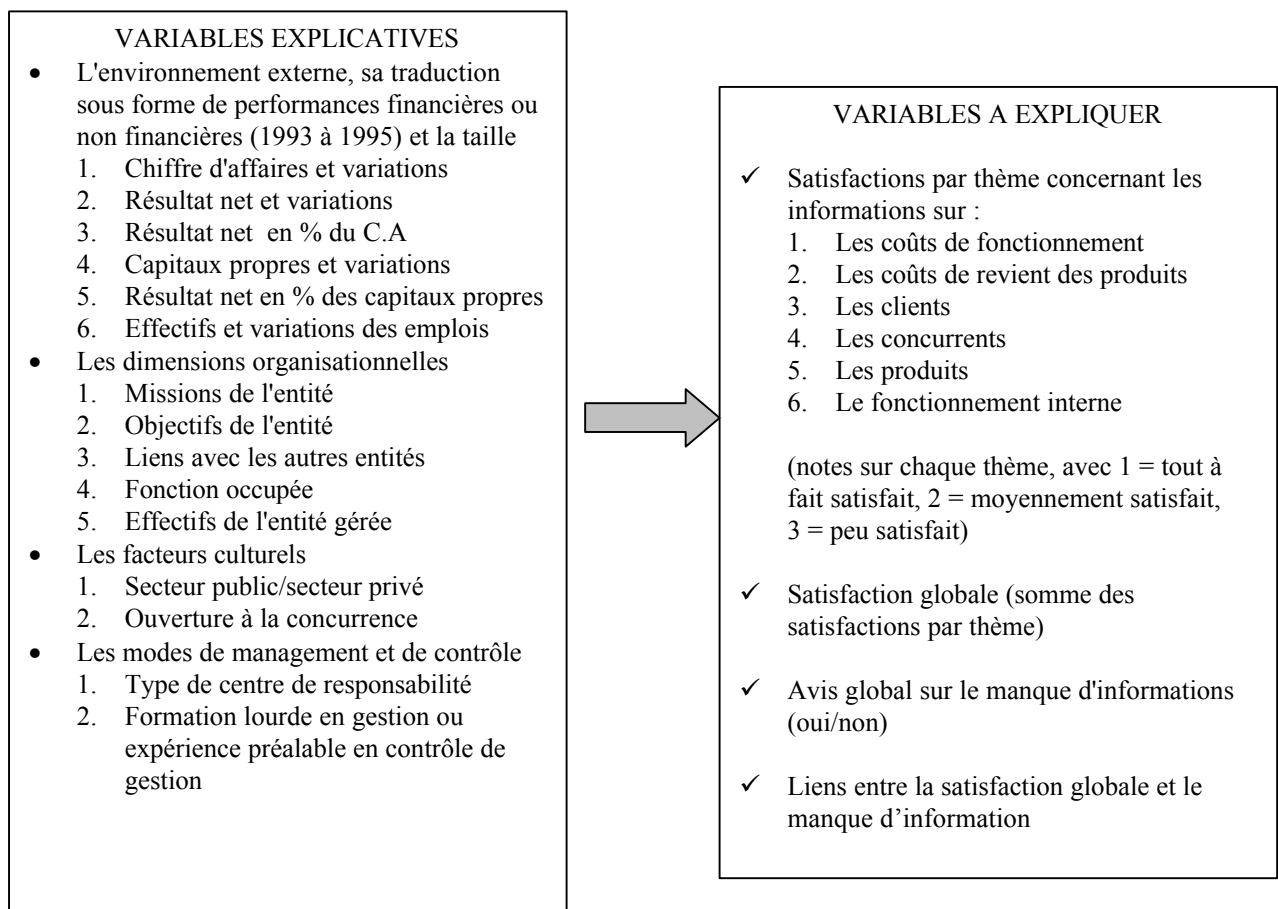 VARIABLES EXPLICATIVES
• L'environnement externe, sa traduction
sous forme de performances financières ou
non financières (1993 à 1995) et la taille
1. Chiffre d'affaires et variations
2. Résultat net et variations
3. Résultat net en % du C.A
4. Capitaux propres et variations
5. Résultat net en % des capitaux propres
6. Effectifs et variations des emplois
• Les dimensions organisationnelles
1. Missions de l'entité
2. Objectifs de l'entité
3. Liens avec les autres entités
4. Fonction occupée
5. Effectifs de l'entité gérée
• Les facteurs culturels
1. Secteur public/secteur privé
2. Ouverture à la concurrence
• Les modes de management et de contrôle
1. Type de centre de responsabilité
2. Formation lourde en gestion ou
expérience préalable en contrôle de
gestion
VARIABLES A EXPLIQUER
✓ Satisfactions par thème concernant les
informations sur :
1. Les coûts de fonctionnement
2. Les coûts de revient des produits
3. Les clients
4. Les concurrents
5. Les produits
6. Le fonctionnement interne
(notes sur chaque thème, avec 1 = tout à
fait satisfait, 2 = moyennement satisfait,
3 = peu satisfait)
✓ Satisfaction globale (somme des
satisfactions par thème)
✓ Avis global sur le manque d'informations
(oui/non)
✓ Liens entre la satisfaction globale et le
manque d’information